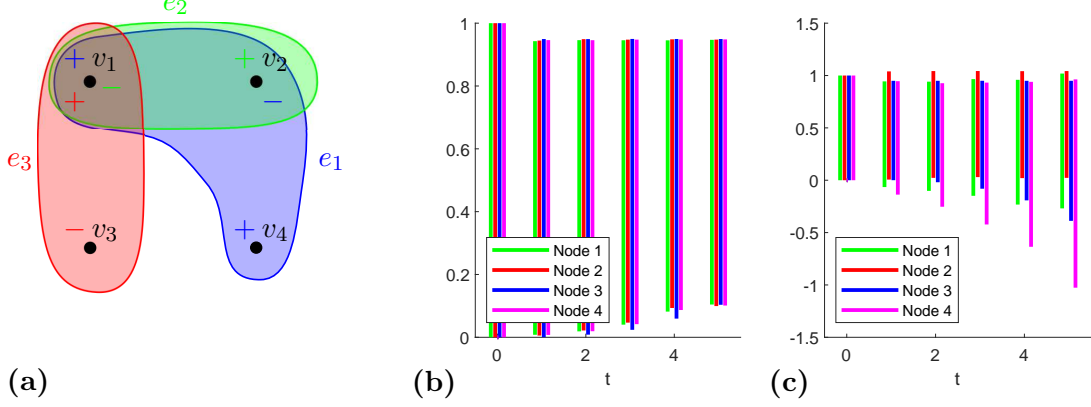 e₂
+ v₁
−
+
+ v₂
−
e₃
e₁
− v₃
+ v₄
(a)
1
0.8
0.6
0.4
0.2
0
Node 1
Node 2
Node 3
Node 4
0 2 4
t
(b)
1.5
1
0.5
0
-0.5
-1
-1.5
Node 1
Node 2
Node 3
Node 4
0 2 4
t
(c)